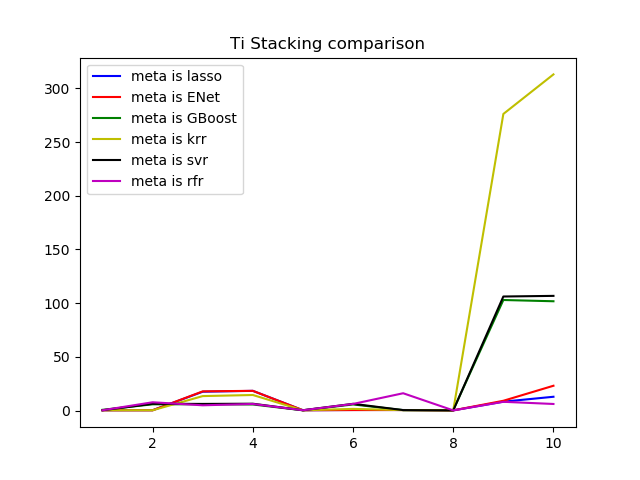 Ti Stacking comparison
meta is lasso
meta is ENet
meta is GBoost
meta is krr
meta is svr
meta is rfr
300
250
200
150
100
50
0
2 4 6 8 10